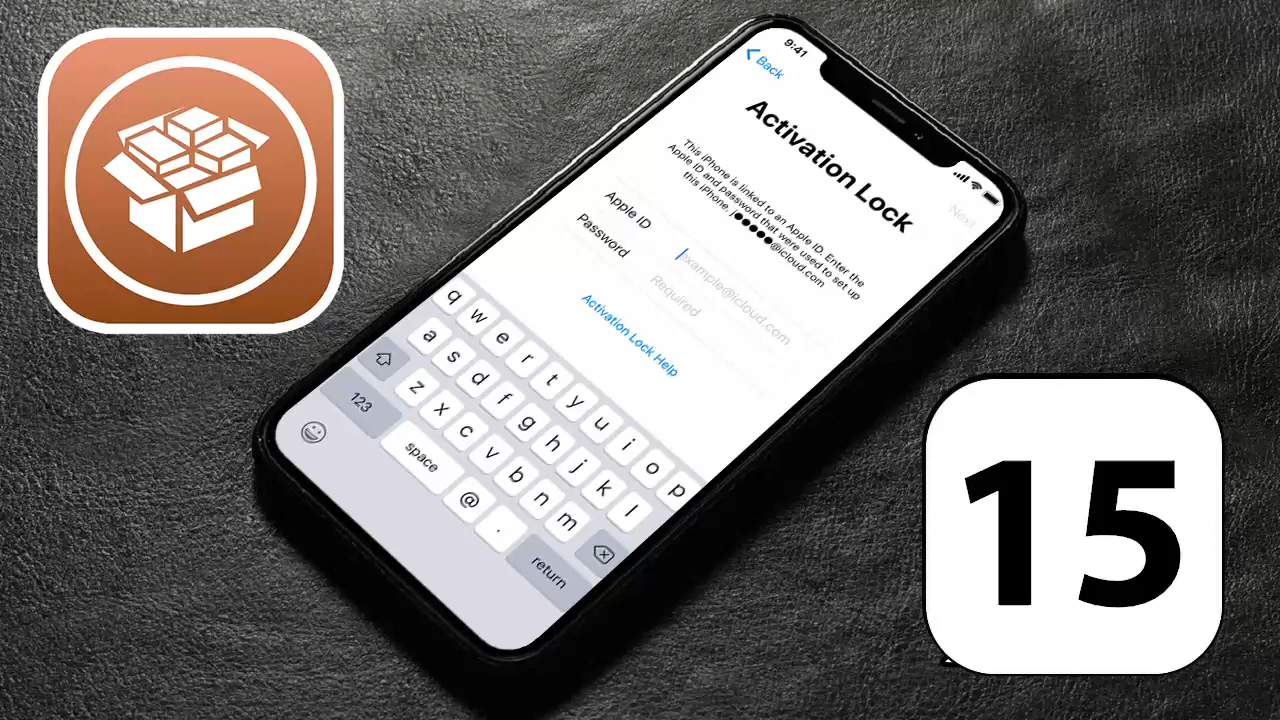 9:41
Back
Next
Activation Lock
This iPhone is linked to an Apple ID. Enter the
Apple ID and password that were used to set up
this iPhone. j●●●●●@icloud.com
Apple ID
example@icloud.com
Password
Required
Activation Lock Help
q w e r t y u i o p
a s d f g h j k l
z x c v b n m
123
space
@
.
return
15